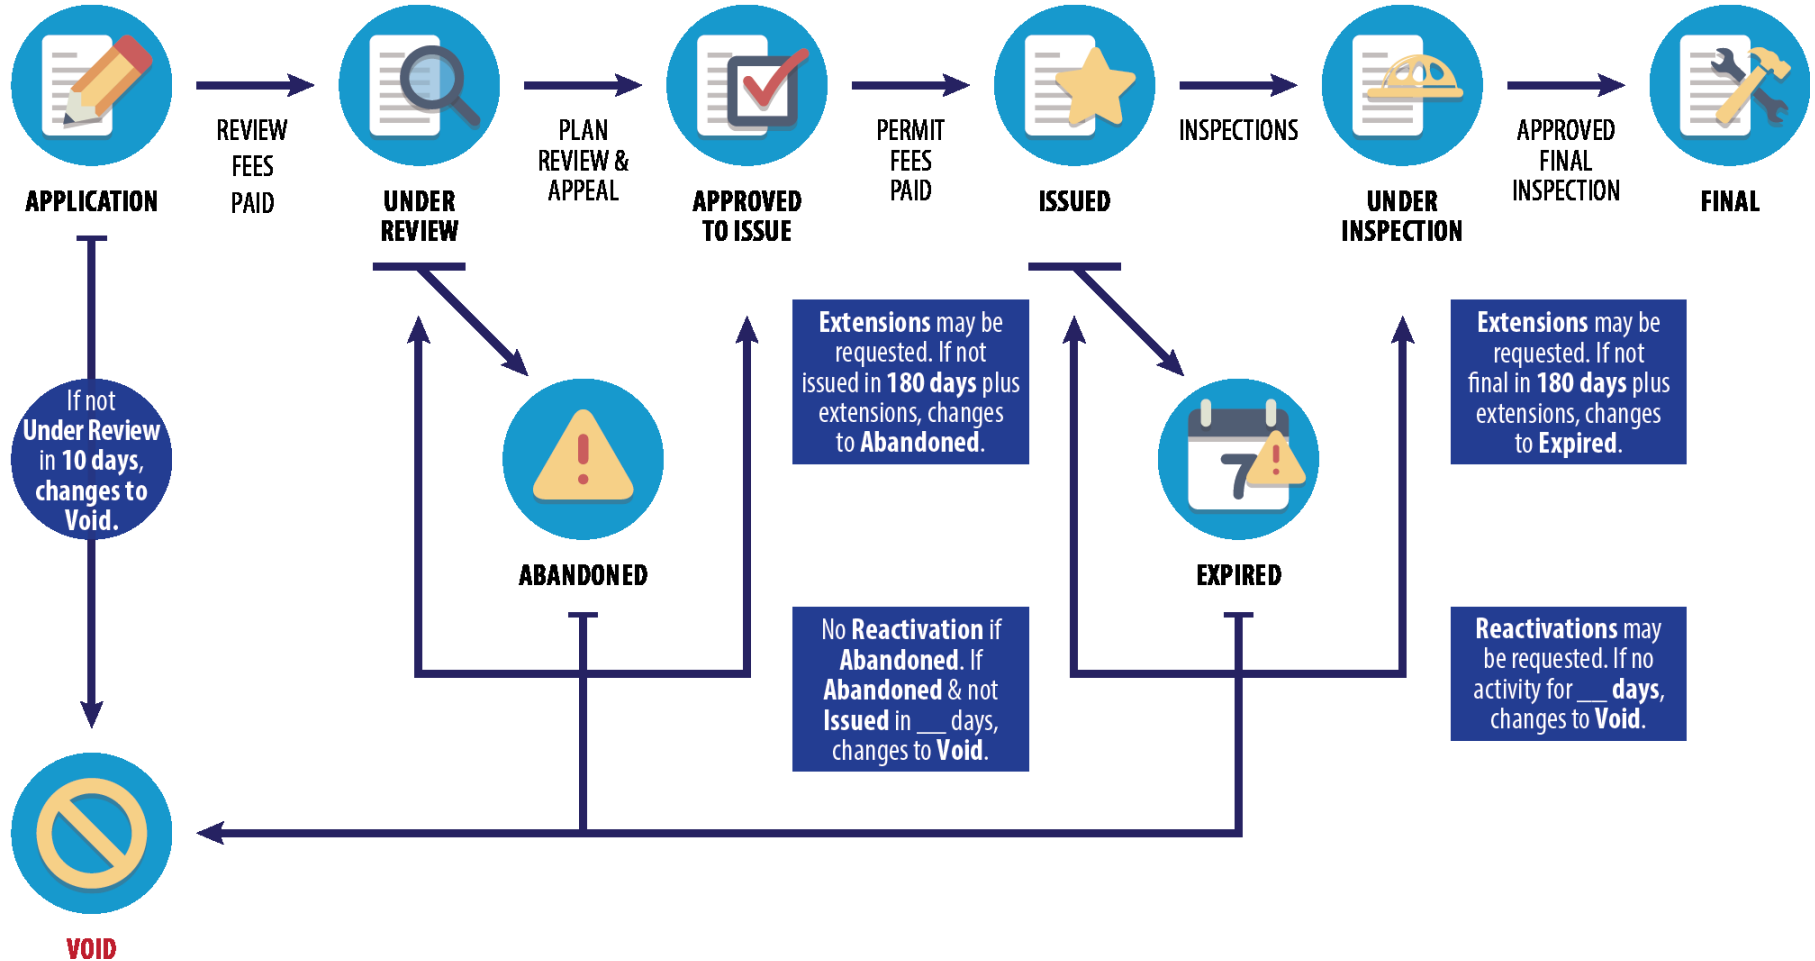 APPLICATION
REVIEW
FEES
PAID
UNDER
REVIEW
PLAN
REVIEW &
APPEAL
APPROVED
TO ISSUE
PERMIT
FEES
PAID
ISSUED
INSPECTIONS
UNDER
INSPECTION
APPROVED
FINAL
INSPECTION
FINAL
If not
Under Review
in 10 days,
changes to
Void.
ABANDONED
Extensions may be
requested. If not
issued in 180 days plus
extensions, changes
to Abandoned.
7
EXPIRED
Extensions may be
requested. If not
final in 180 days plus
extensions, changes
to Expired.
No Reactivation if
Abandoned. If
Abandoned & not
Issued in __ days,
changes to Void.
Reactivations may
be requested. If no
activity for __ days,
changes to Void.
VOID